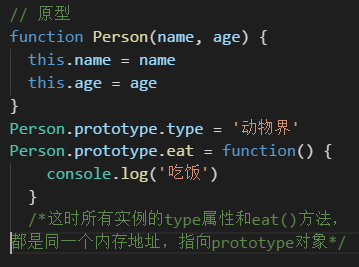 // 原型
function Person(name, age) {
  this.name = name
  this.age = age
}
Person.prototype.type = '动物界'
Person.prototype.eat = function() {
    console.log('吃饭')
  }
  /*这时所有实例的type属性和eat()方法，
都是同一个内存地址，指向prototype对象*/